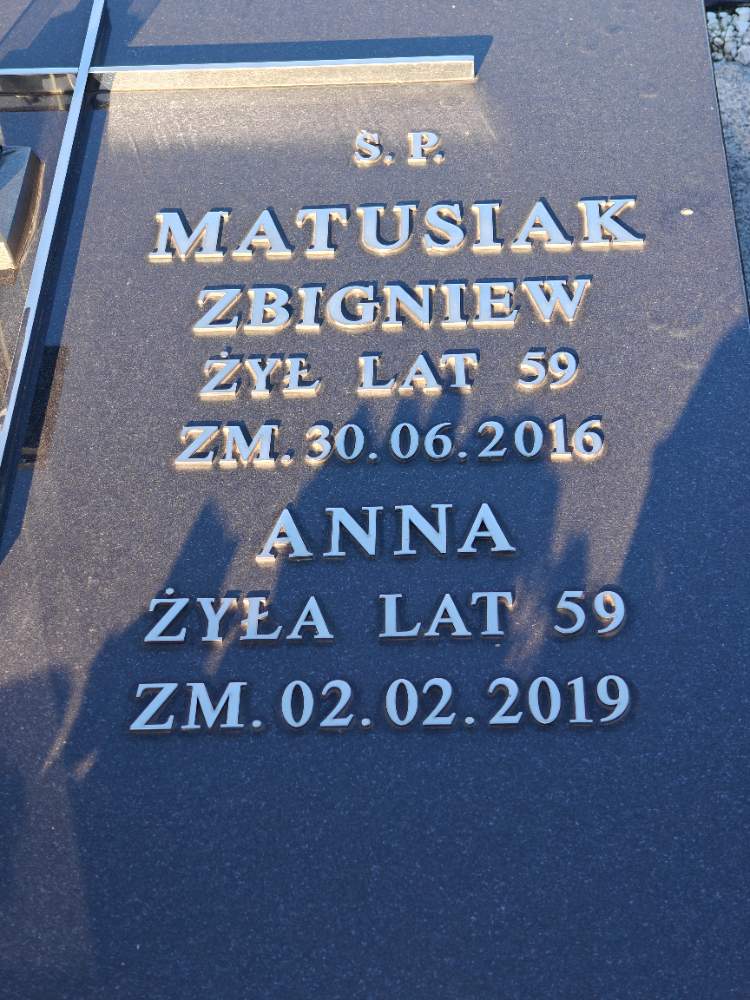 Ś. P.
MATUSIAK
ZBIGNIEW
ŻYŁ LAT 59
ZM. 30.06.2016
ANNA
ŻYŁA LAT 59
ZM. 02.02.2019